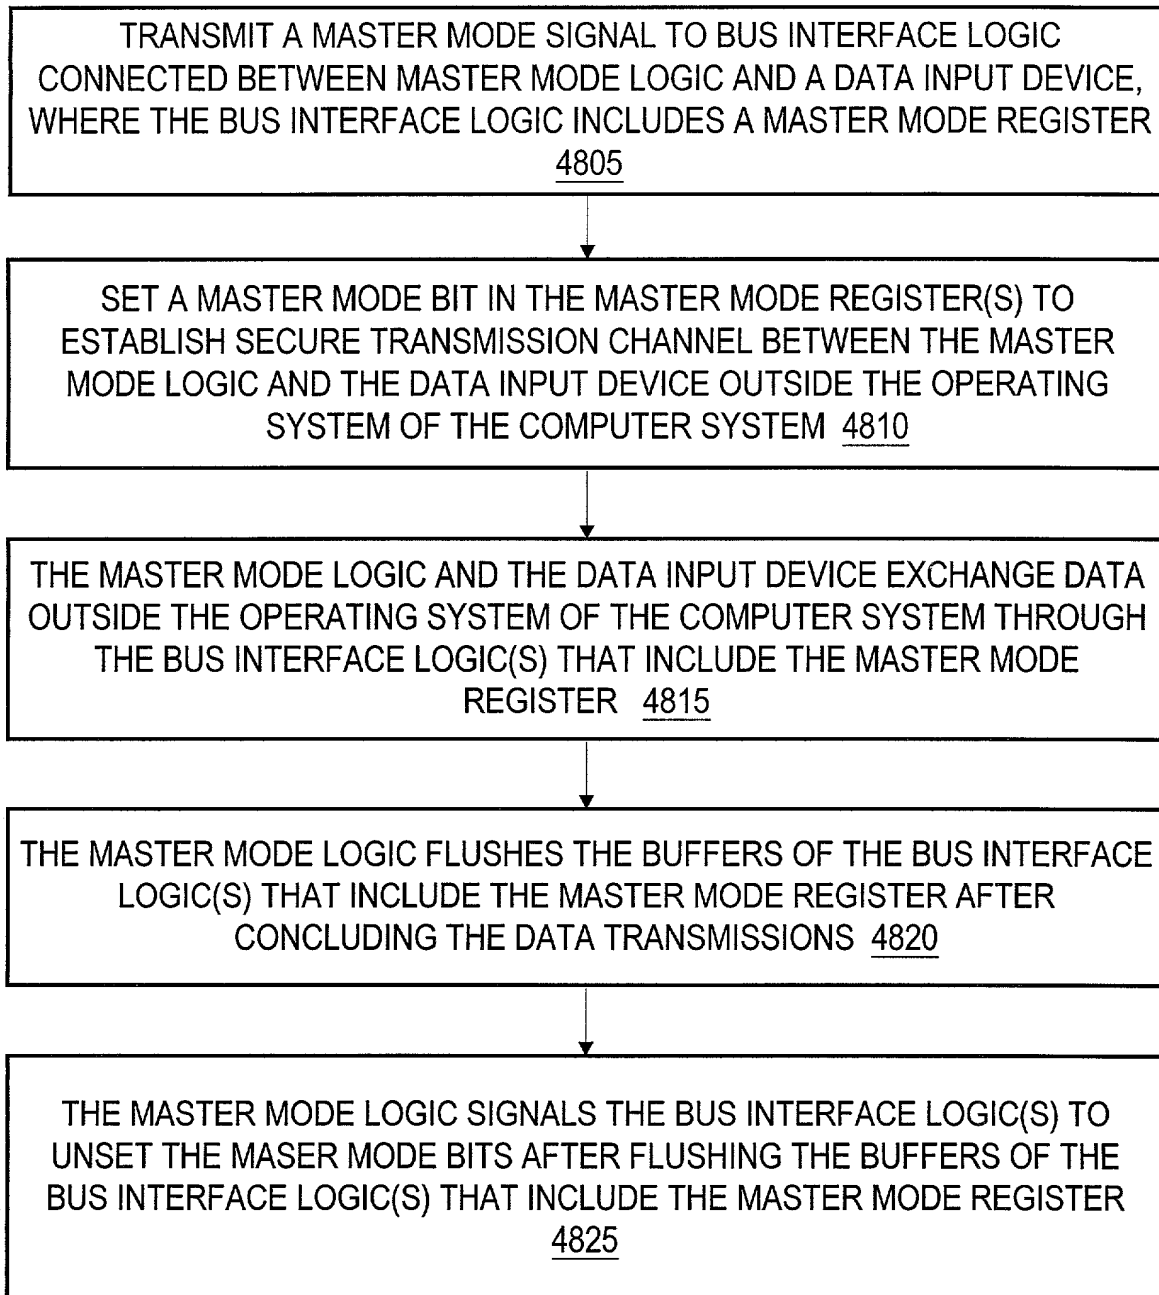 TRANSMIT A MASTER MODE SIGNAL TO BUS INTERFACE LOGIC
CONNECTED BETWEEN MASTER MODE LOGIC AND A DATA INPUT DEVICE,
WHERE THE BUS INTERFACE LOGIC INCLUDES A MASTER MODE REGISTER
4805
SET A MASTER MODE BIT IN THE MASTER MODE REGISTER(S) TO
ESTABLISH SECURE TRANSMISSION CHANNEL BETWEEN THE MASTER
MODE LOGIC AND THE DATA INPUT DEVICE OUTSIDE THE OPERATING
SYSTEM OF THE COMPUTER SYSTEM 4810
THE MASTER MODE LOGIC AND THE DATA INPUT DEVICE EXCHANGE DATA
OUTSIDE THE OPERATING SYSTEM OF THE COMPUTER SYSTEM THROUGH
THE BUS INTERFACE LOGIC(S) THAT INCLUDE THE MASTER MODE
REGISTER 4815
THE MASTER MODE LOGIC FLUSHES THE BUFFERS OF THE BUS INTERFACE
LOGIC(S) THAT INCLUDE THE MASTER MODE REGISTER AFTER
CONCLUDING THE DATA TRANSMISSIONS 4820
THE MASTER MODE LOGIC SIGNALS THE BUS INTERFACE LOGIC(S) TO
UNSET THE MASER MODE BITS AFTER FLUSHING THE BUFFERS OF THE
BUS INTERFACE LOGIC(S) THAT INCLUDE THE MASTER MODE REGISTER
4825